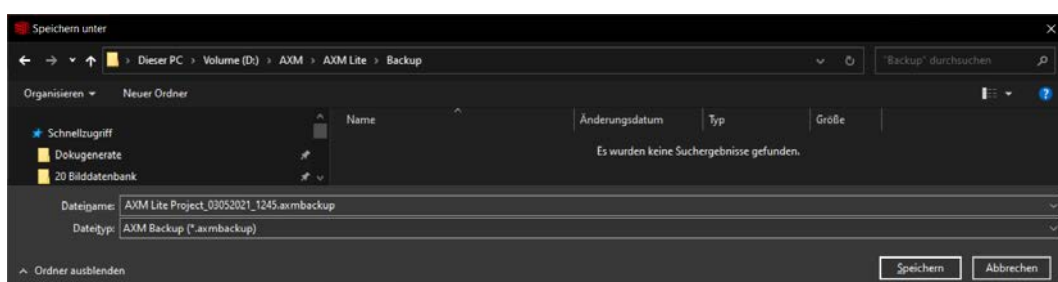 Speichern unter
Dieser PC > Volume (D:) > AXM > AXM Lite > Backup
"Backup" durchsuchen
Organisieren
Neuer Ordner
Name
Änderungsdatum
Typ
Größe
Schnellzugriff
Es wurden keine Suchergebnisse gefunden.
Dokugenerate
20 Bilddatenbank
Dateiname: AXM Lite Project_03052021_1245.axmbackup
Dateityp: AXM Backup (*.axmbackup)
Ordner ausblenden
Speichern
Abbrechen